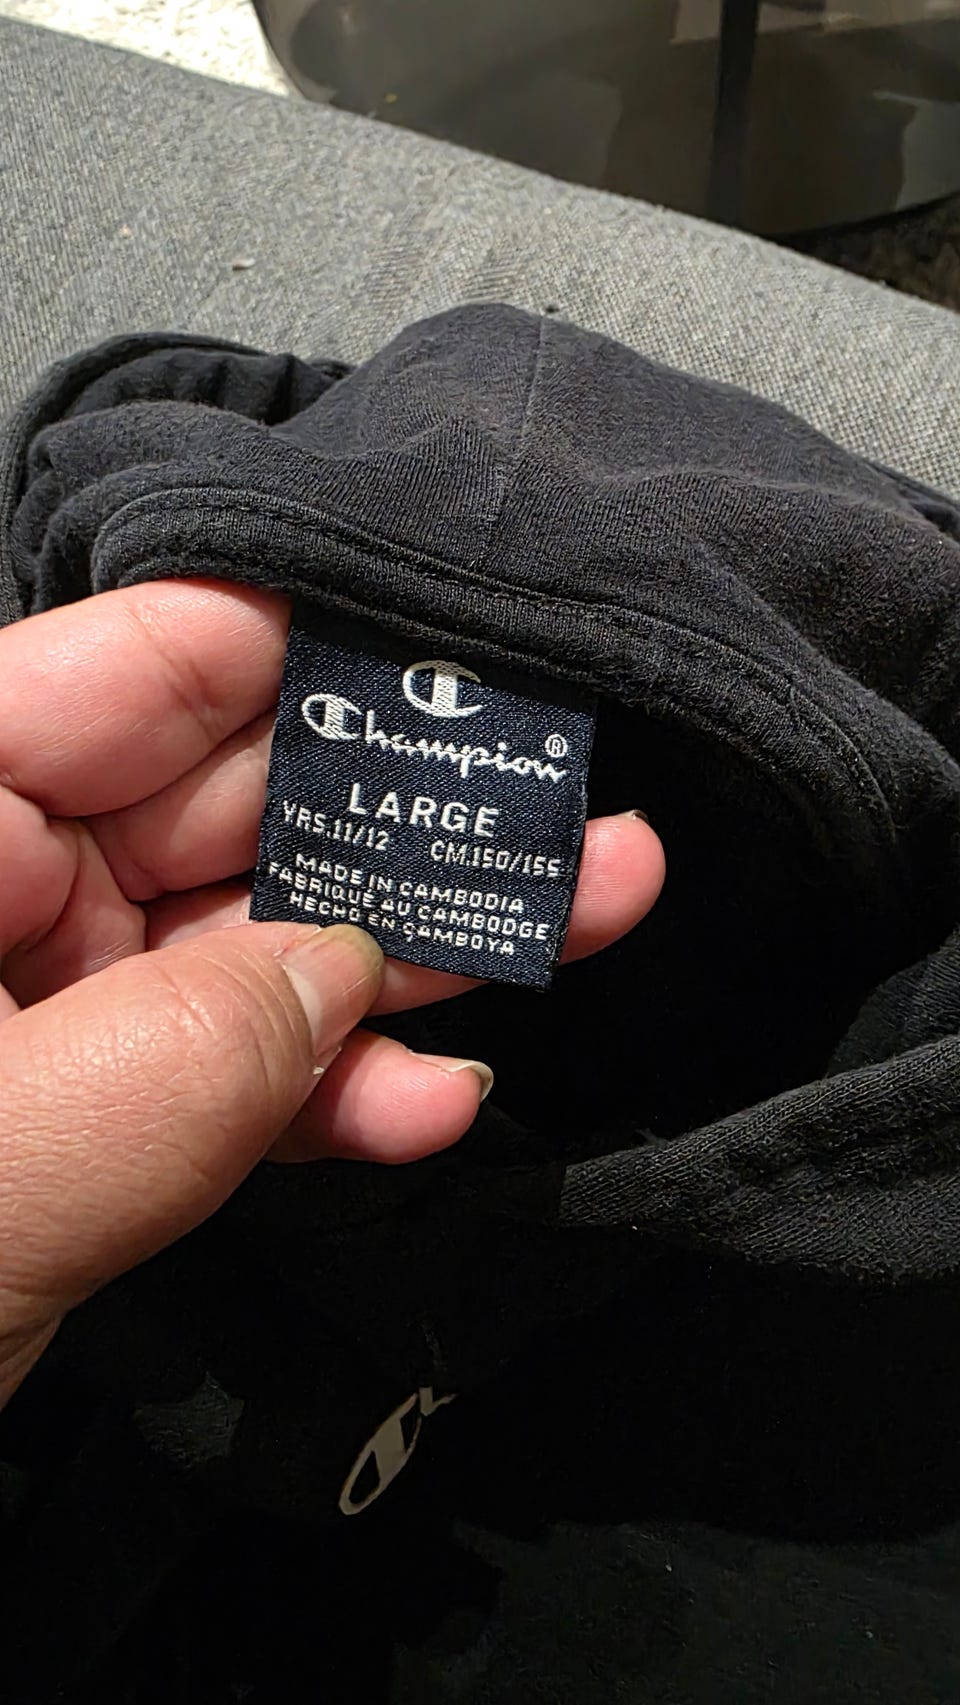 Champion®
LARGE
YRS.11/12 CM.150/155
MADE IN CAMBODIA
FABRIQUE AU CAMBODGE
HECHO EN CAMBOYA